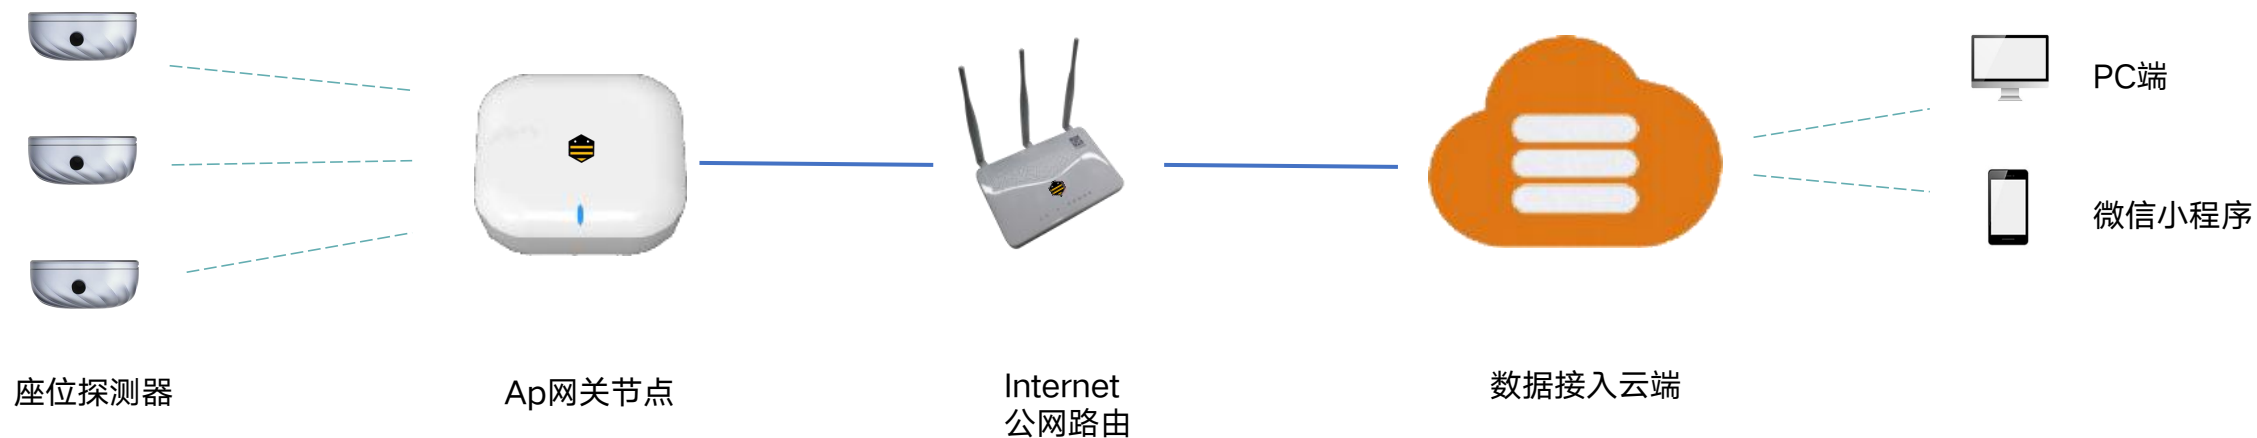 PC端
微信小程序
座位探测器
Ap网关节点
Internet
公网路由
数据接入云端